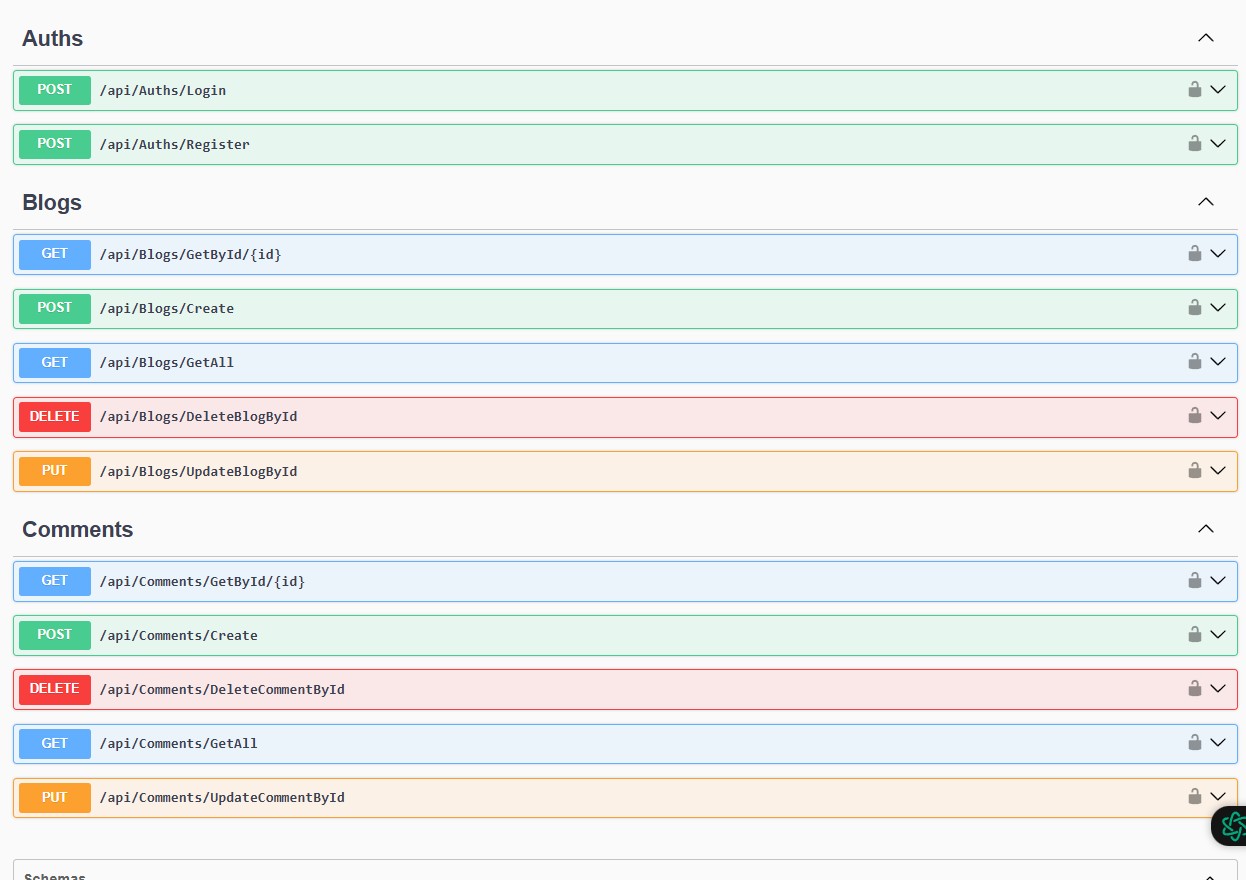 Auths
POST /api/Auths/Login
POST /api/Auths/Register
Blogs
GET /api/Blogs/GetById/{id}
POST /api/Blogs/Create
GET /api/Blogs/GetAll
DELETE /api/Blogs/DeleteBlogById
PUT /api/Blogs/UpdateBlogById
Comments
GET /api/Comments/GetById/{id}
POST /api/Comments/Create
DELETE /api/Comments/DeleteCommentById
GET /api/Comments/GetAll
PUT /api/Comments/UpdateCommentById
Schemas